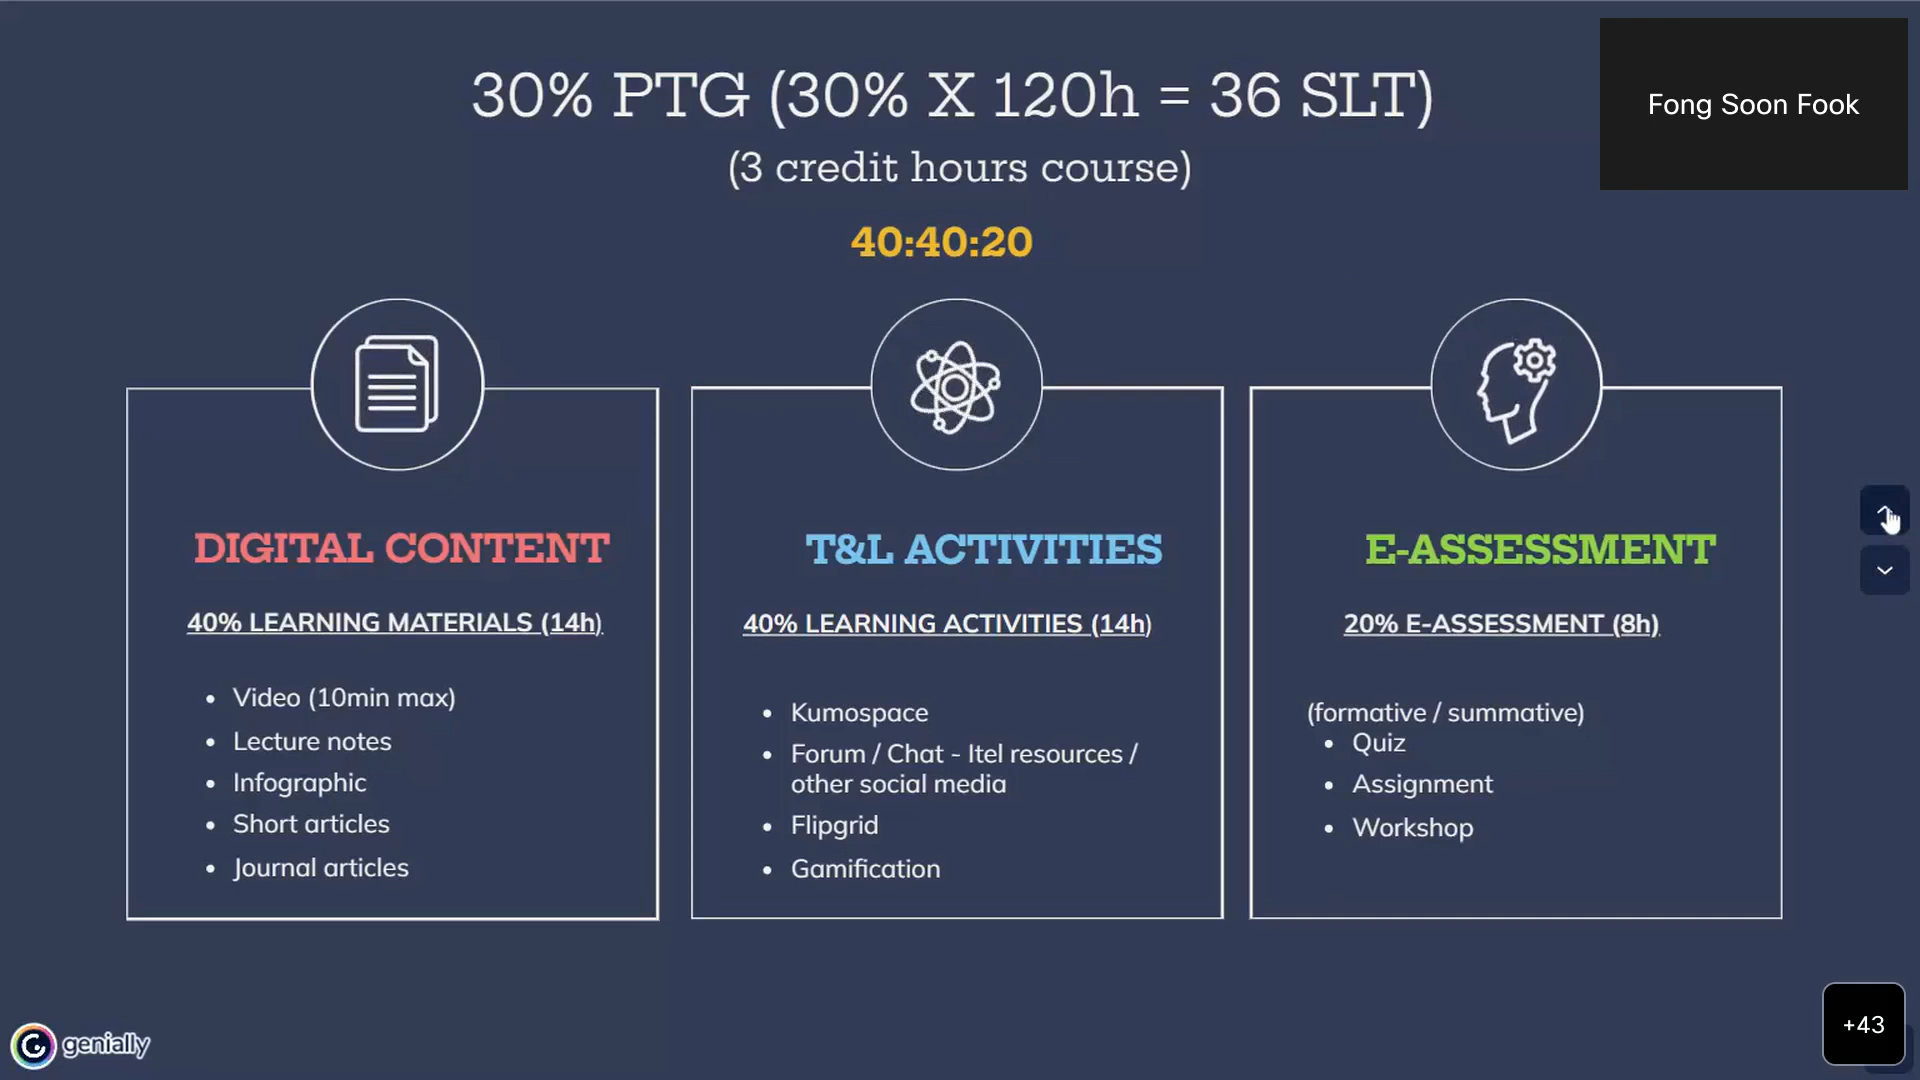 30% PTG (30% X 120h = 36 SLT)
(3 credit hours course)
40:40:20
Fong Soon Fook
DIGITAL CONTENT
40% LEARNING MATERIALS (14h)
• Video (10min max)
• Lecture notes
• Infographic
• Short articles
• Journal articles
T&L ACTIVITIES
40% LEARNING ACTIVITIES (14h)
• Kumospace
• Forum / Chat - Itel resources /
other social media
• Flipgrid
• Gamification
E-ASSESSMENT
20% E-ASSESSMENT (8h)
(formative / summative)
• Quiz
• Assignment
• Workshop
genially
+43